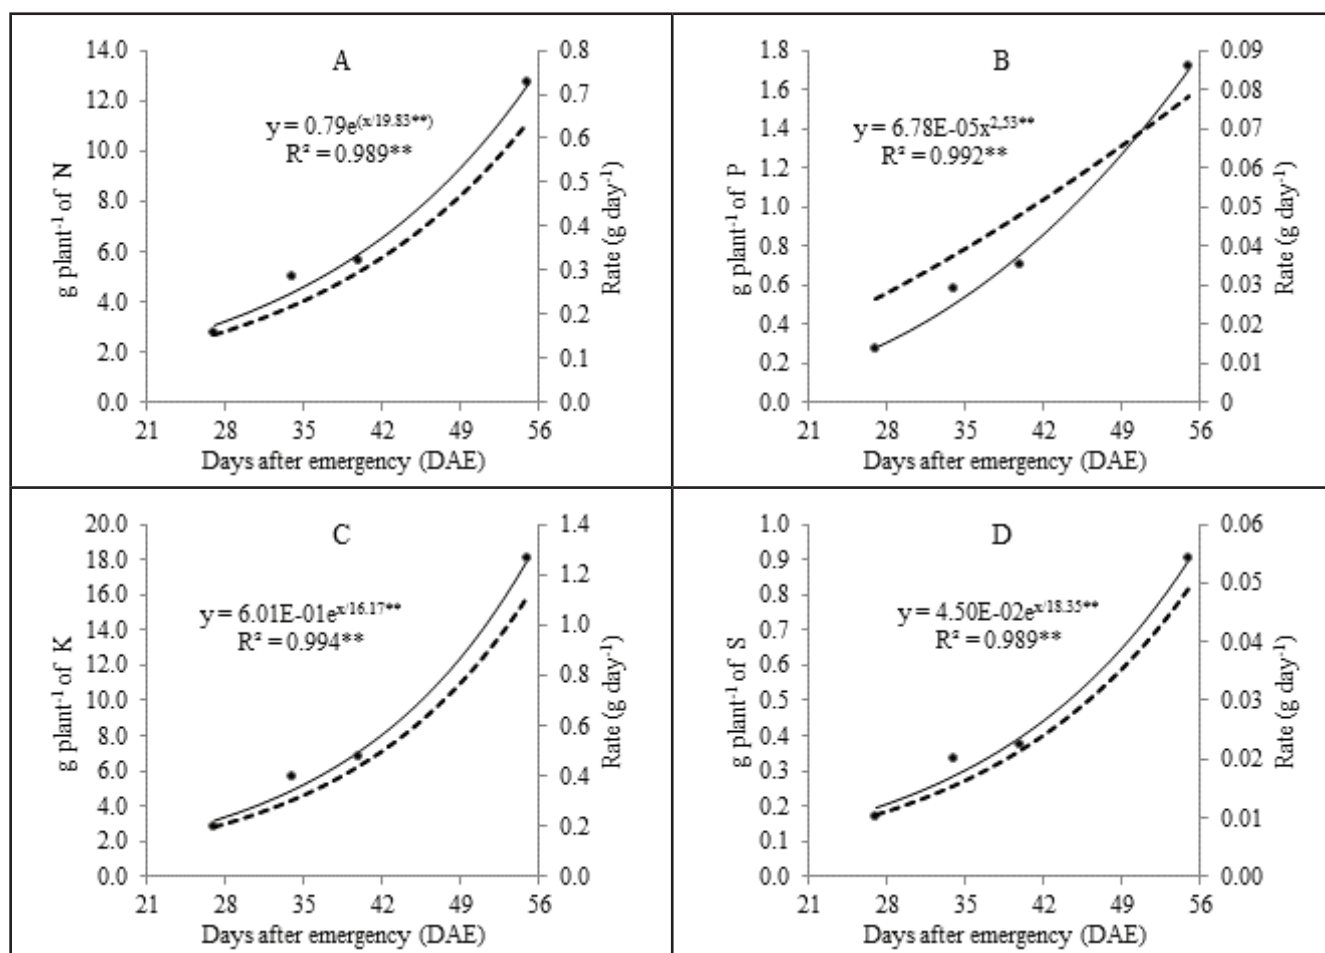 A
y = 0.79e^(x/19.83**)
R² = 0.989**
g plant⁻¹ of N
14.0
12.0
10.0
8.0
6.0
4.0
2.0
0.0
0.8
0.7
0.6
0.5
0.4
0.3
0.2
0.1
0.0
Rate (g day⁻¹)
21 28 35 42 49 56
Days after emergency (DAE)
B
y = 6.78E-05x^2,53**
R² = 0.992**
g plant⁻¹ of P
1.8
1.6
1.4
1.2
1.0
0.8
0.6
0.4
0.2
0.0
0.09
0.08
0.07
0.06
0.05
0.04
0.03
0.02
0.01
0
Rate (g day⁻¹)
21 28 35 42 49 56
Days after emergency (DAE)
C
y = 6.01E-01e^x/16.17**
R² = 0.994**
g plant⁻¹ of K
20.0
18.0
16.0
14.0
12.0
10.0
8.0
6.0
4.0
2.0
0.0
1.4
1.2
1.0
0.8
0.6
0.4
0.2
0.0
Rate (g day⁻¹)
21 28 35 42 49 56
Days after emergency (DAE)
D
y = 4.50E-02e^x/18.35**
R² = 0.989**
g plant⁻¹ of S
1.0
0.9
0.8
0.7
0.6
0.5
0.4
0.3
0.2
0.1
0.0
0.06
0.05
0.04
0.03
0.02
0.01
0.00
Rate (g day⁻¹)
21 28 35 42 49 56
Days after emergency (DAE)